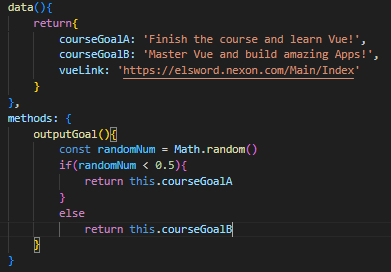 data(){
    return{
        courseGoalA: 'Finish the course and learn Vue!',
        courseGoalB: 'Master Vue and build amazing Apps!',
        vueLink: 'https://elsword.nexon.com/Main/Index'
    }
},
methods: {
    outputGoal(){
        const randomNum = Math.random()
        if(randomNum < 0.5){
            return this.courseGoalA
        }
        else
            return this.courseGoalB
    }
}